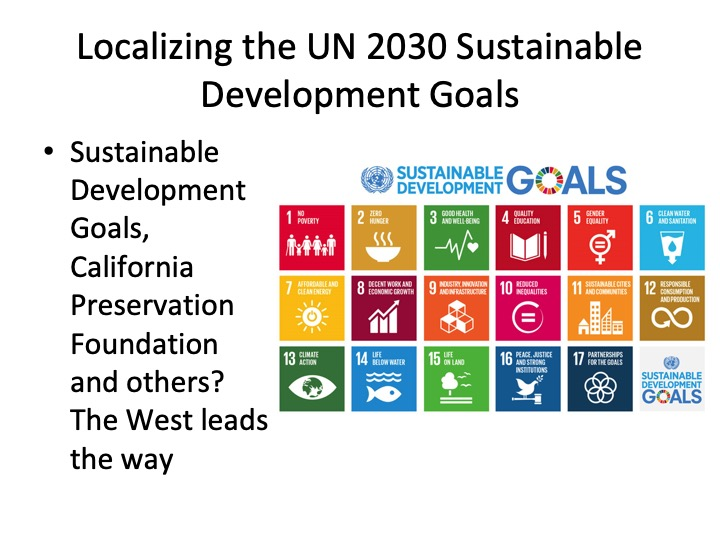 Localizing the UN 2030 Sustainable
Development Goals
• Sustainable
Development
Goals,
California
Preservation
Foundation
and others?
The West leads
the way
SUSTAINABLE
DEVELOPMENT
GOALS
1 NO
POVERTY
2 ZERO
HUNGER
3 GOOD HEALTH
AND WELL-BEING
4 QUALITY
EDUCATION
5 GENDER
EQUALITY
6 CLEAN WATER
AND SANITATION
7 AFFORDABLE AND
CLEAN ENERGY
8 DECENT WORK AND
ECONOMIC GROWTH
9 INDUSTRY, INNOVATION
AND INFRASTRUCTURE
10 REDUCED
INEQUALITIES
11 SUSTAINABLE CITIES
AND COMMUNITIES
12 RESPONSIBLE
CONSUMPTION
AND PRODUCTION
13 CLIMATE
ACTION
14 LIFE
BELOW WATER
15 LIFE
ON LAND
16 PEACE, JUSTICE
AND STRONG
INSTITUTIONS
17 PARTNERSHIPS
FOR THE GOALS
SUSTAINABLE
DEVELOPMENT
GOALS